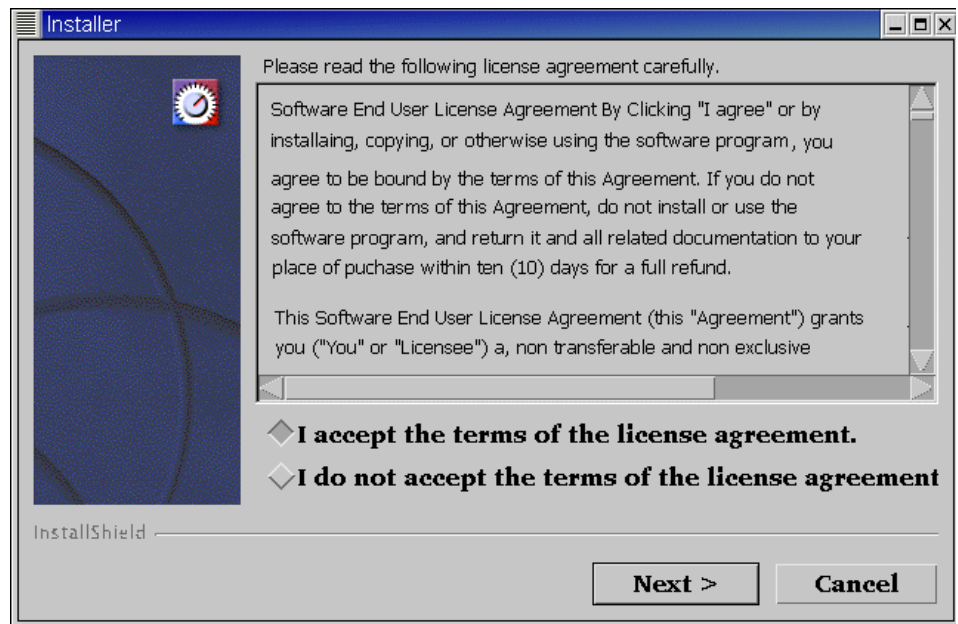 Installer
Please read the following license agreement carefully.
Software End User License Agreement By Clicking "I agree" or by
installaing, copying, or otherwise using the software program, you
agree to be bound by the terms of this Agreement. If you do not
agree to the terms of this Agreement, do not install or use the
software program, and return it and all related documentation to your
place of puchase within ten (10) days for a full refund.
This Software End User License Agreement (this "Agreement") grants
you ("You" or "Licensee") a, non transferable and non exclusive
I accept the terms of the license agreement.
I do not accept the terms of the license agreement
InstallShield
Next >
Cancel